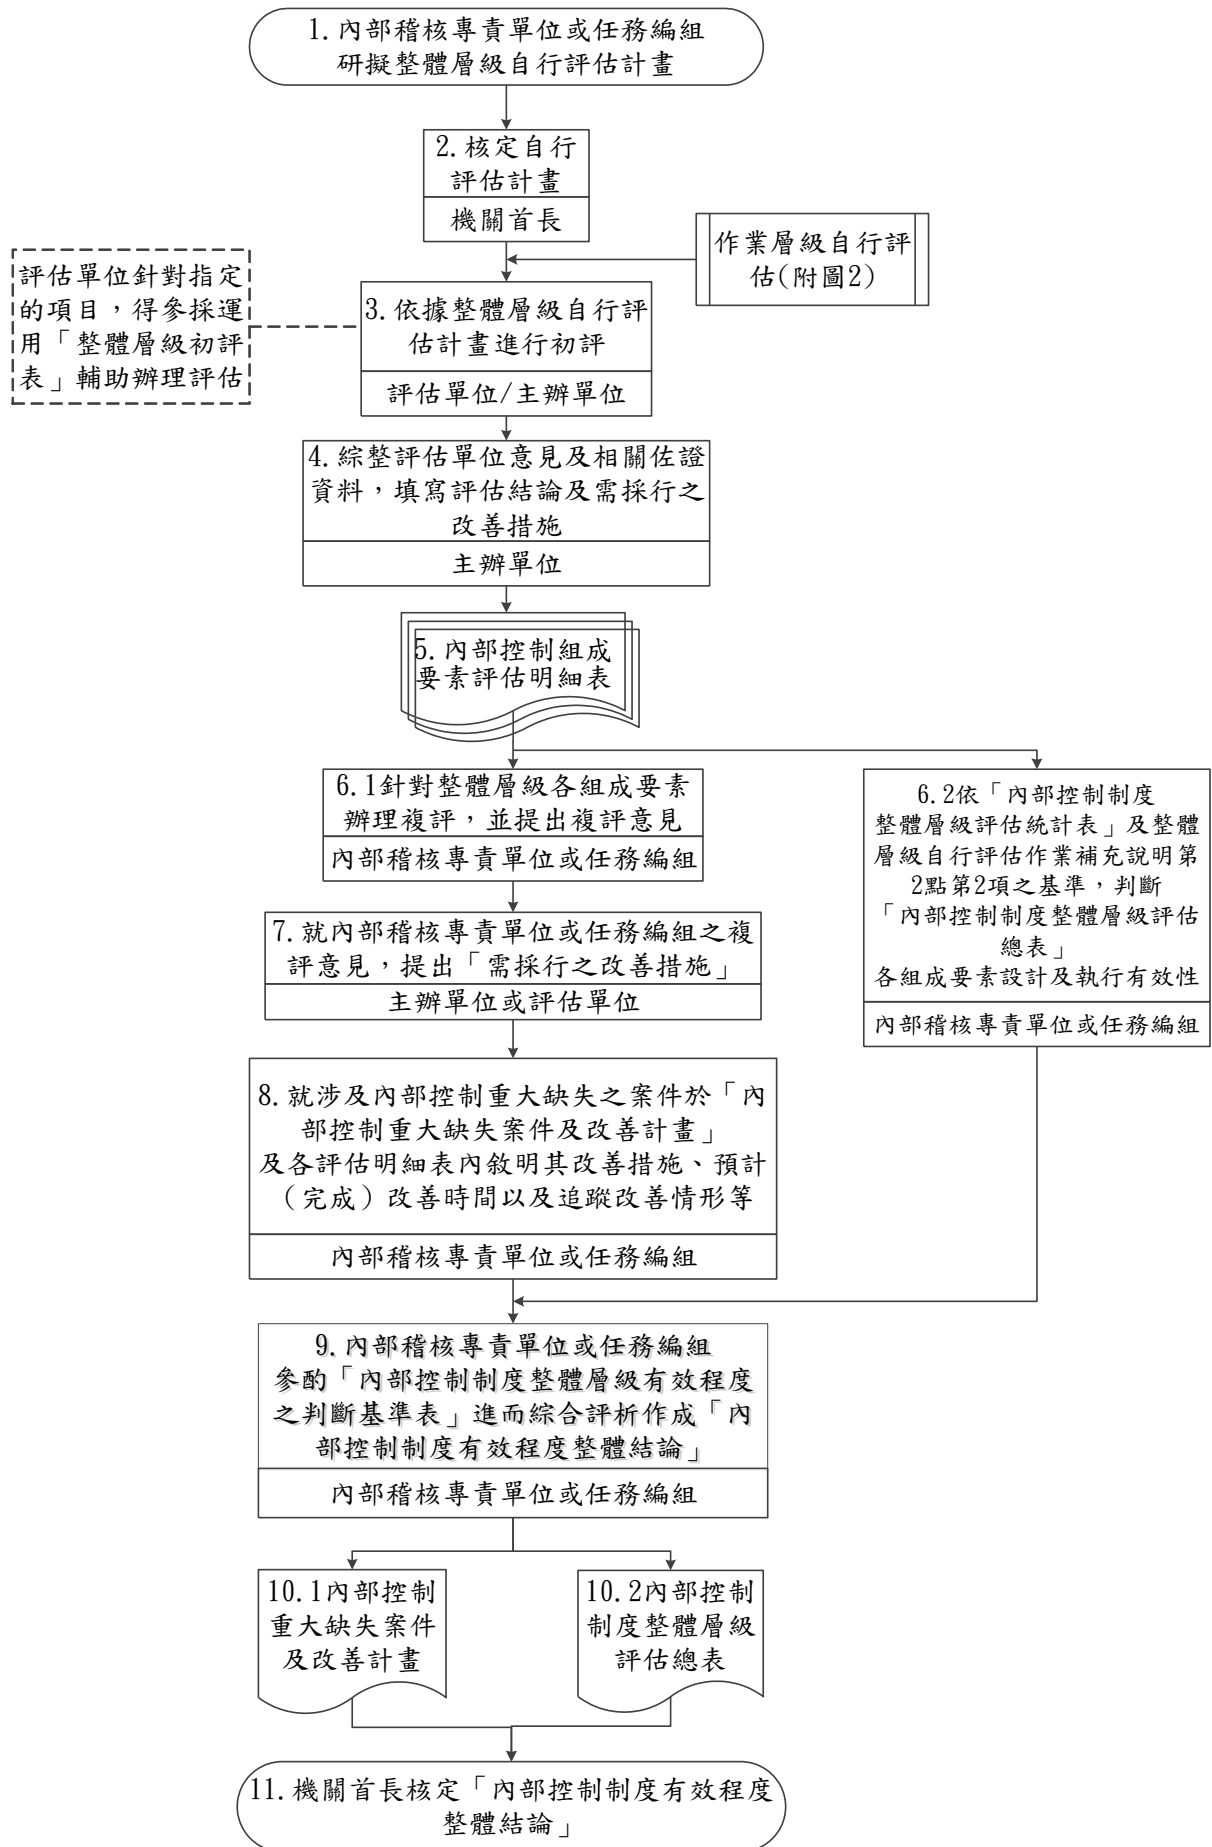 1.內部稽核專責單位或任務編組
研擬整體層級自行評估計畫
2.核定自行
評估計畫
機關首長
作業層級自行評
估(附圖2)
評估單位針對指定
的項目，得參採運
用「整體層級初評
表」輔助辦理評估
3.依據整體層級自行評
估計畫進行初評
評估單位/主辦單位
4.綜整評估單位意見及相關佐證
資料，填寫評估結論及需採行之
改善措施
主辦單位
5.內部控制組成
要素評估明細表
6.1針對整體層級各組成要素
辦理複評，並提出複評意見
內部稽核專責單位或任務編組
6.2依「內部控制制度
整體層級評估統計表」及整體
層級自行評估作業補充說明第
2點第2項之基準，判斷
「內部控制制度整體層級評估
總表」
各組成要素設計及執行有效性
內部稽核專責單位或任務編組
7.就內部稽核專責單位或任務編組之複
評意見，提出「需採行之改善措施」
主辦單位或評估單位
8.就涉及內部控制重大缺失之案件於「內
部控制重大缺失案件及改善計畫」
及各評估明細表內敘明其改善措施、預計
（完成）改善時間以及追蹤改善情形等
內部稽核專責單位或任務編組
9.內部稽核專責單位或任務編組
參酌「內部控制制度整體層級有效程度
之判斷基準表」進而綜合評析作成「內
部控制制度有效程度整體結論」
內部稽核專責單位或任務編組
10.1內部控制
重大缺失案件
及改善計畫
10.2內部控制
制度整體層級
評估總表
11.機關首長核定「內部控制制度有效程度
整體結論」